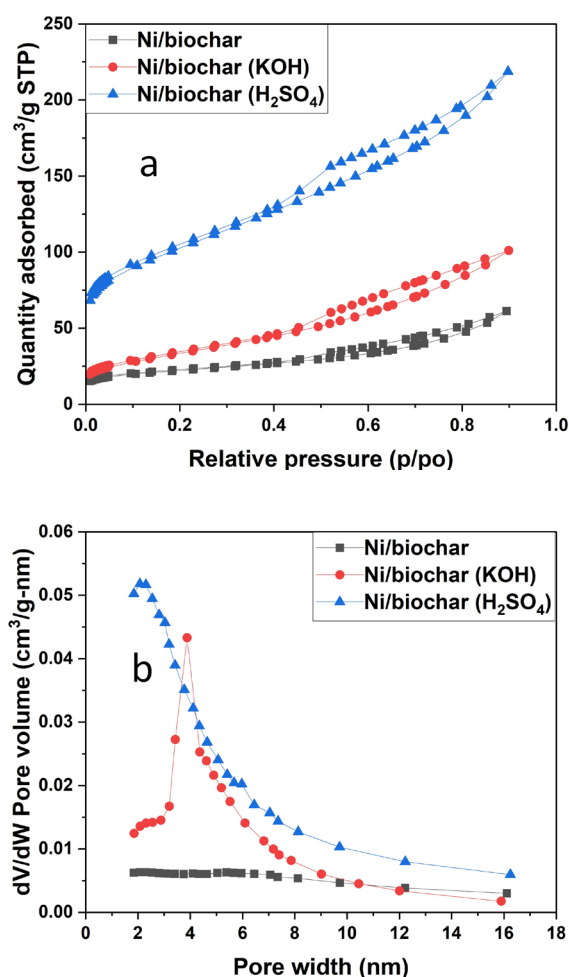 250
200
150
100
50
0
Quantity adsorbed (cm³/g STP)
Ni/biochar
Ni/biochar (KOH)
Ni/biochar (H₂SO₄)
a
0.0 0.2 0.4 0.6 0.8 1.0
Relative pressure (p/po)
0.06
0.05
0.04
0.03
0.02
0.01
0.00
dV/dW Pore volume (cm³/g-nm)
Ni/biochar
Ni/biochar (KOH)
Ni/biochar (H₂SO₄)
b
0 2 4 6 8 10 12 14 16 18
Pore width (nm)